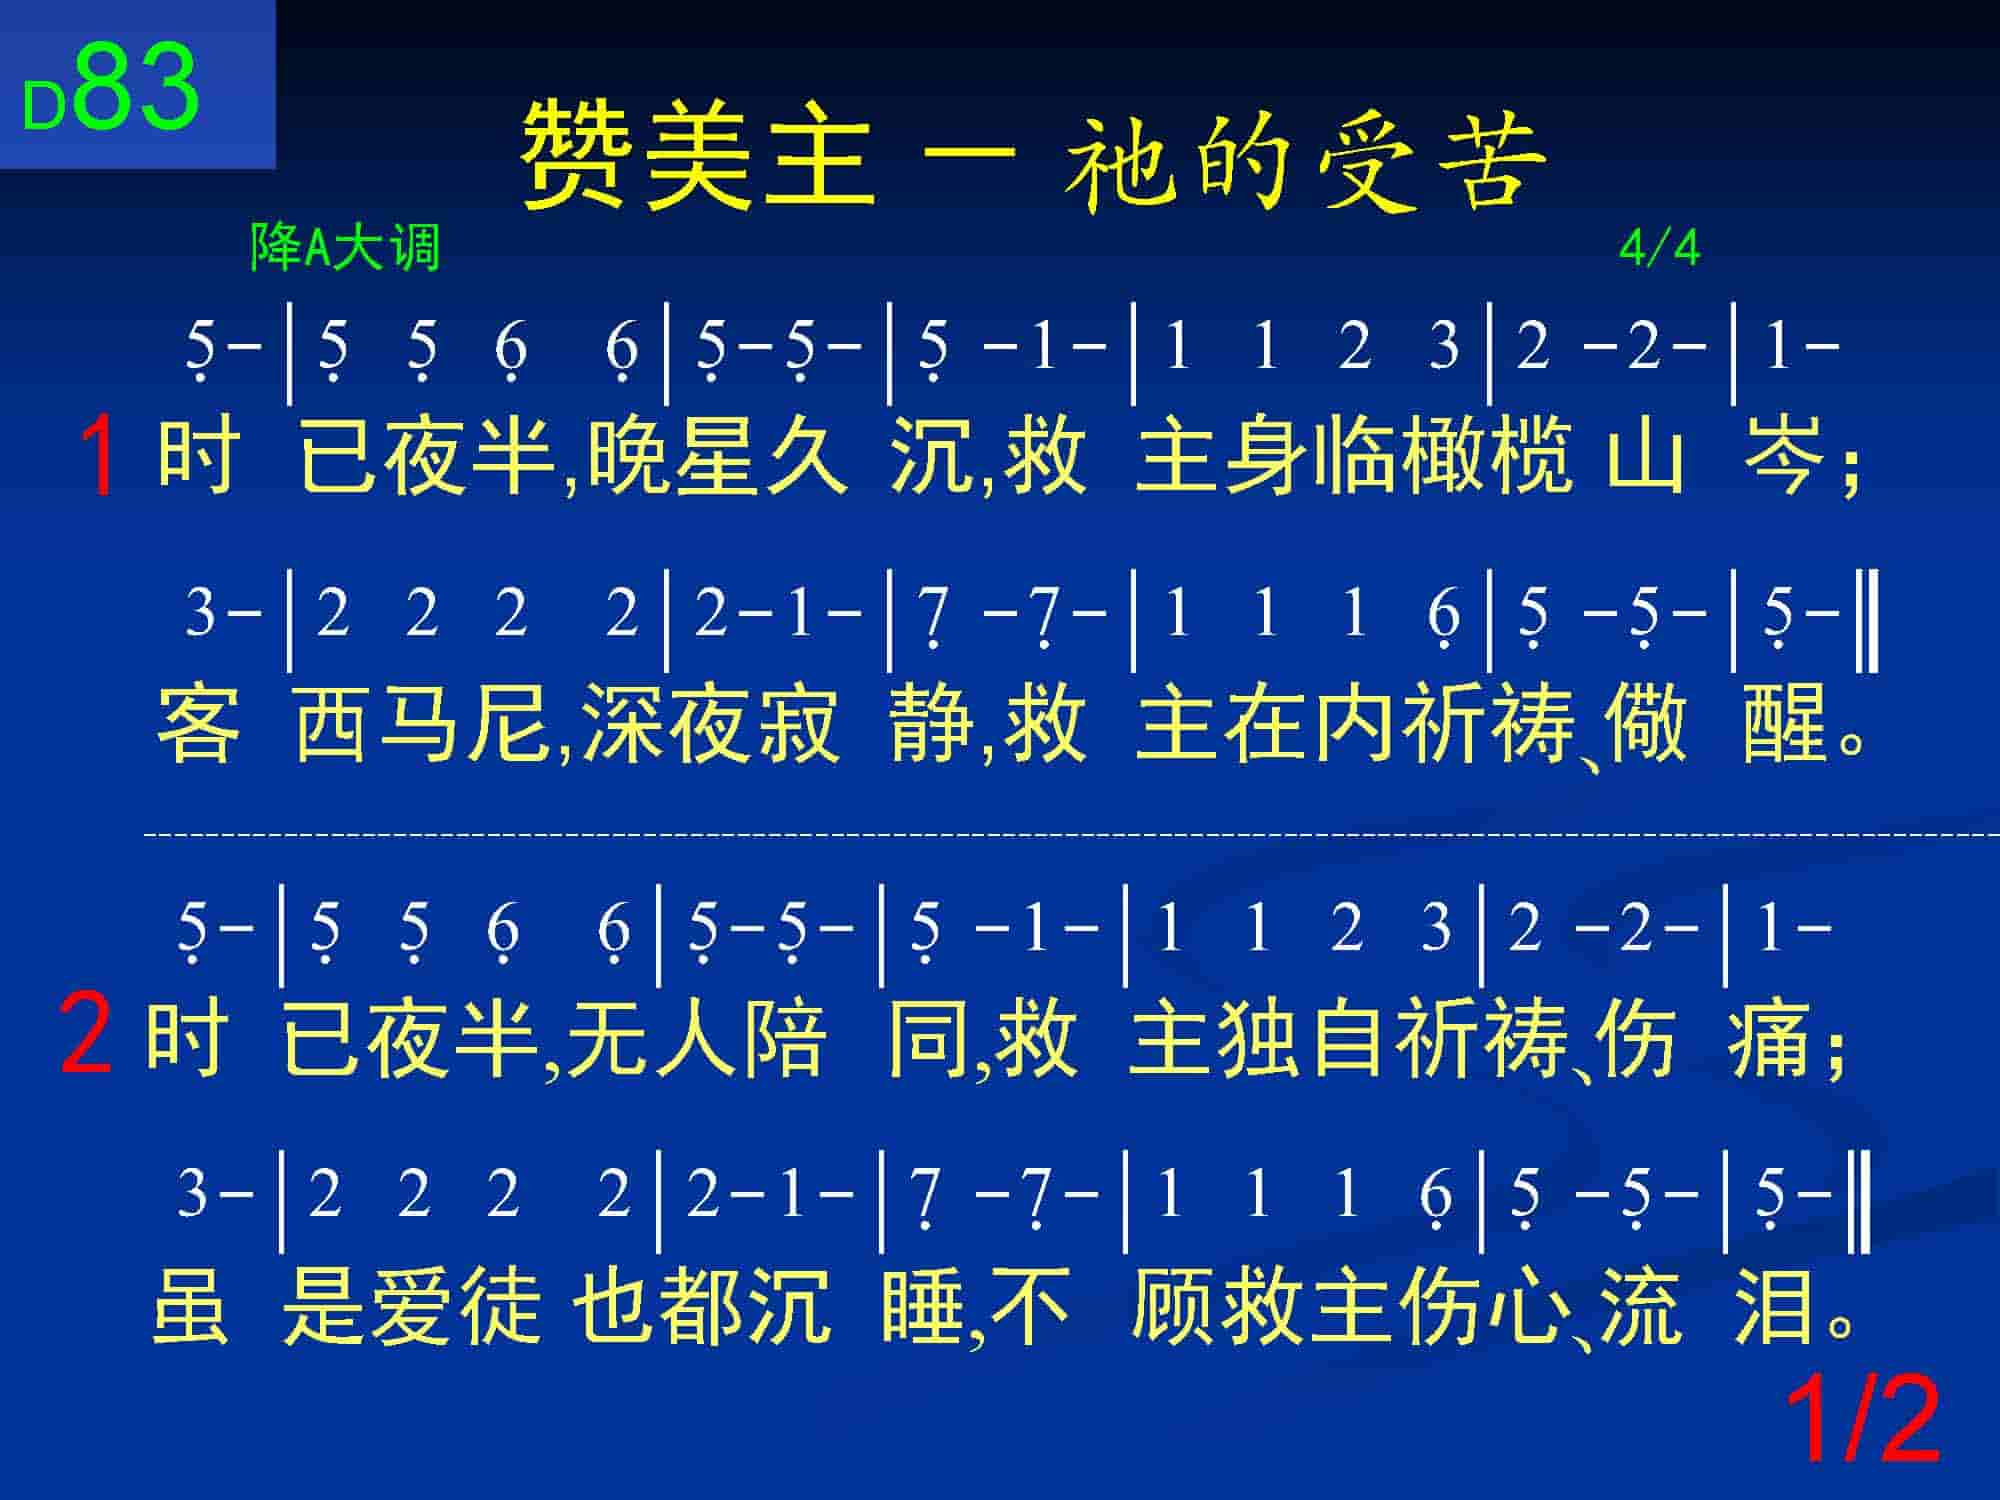 D83
赞美主 – 祂的受苦
降A大调 4/4
5̣ - | 5̣ 5̣ 6̣ 6̣ | 5̣ - 5̣ - | 5̣ - 1 - | 1 1 2 3 | 2 - 2 - | 1 -
1 时 已夜半,晚星久 沉,救 主身临橄榄 山 岑;
3 - | 2 2 2 2 | 2 - 1 - | 7̣ - 7̣ - | 1 1 1 6̣ | 5̣ - 5̣ - | 5̣ - ‖
客 西马尼,深夜寂 静,救 主在内祈祷、儆 醒。
5̣ - | 5̣ 5̣ 6̣ 6̣ | 5̣ - 5̣ - | 5̣ - 1 - | 1 1 2 3 | 2 - 2 - | 1 -
2 时 已夜半,无人陪 同,救 主独自祈祷、伤 痛;
3 - | 2 2 2 2 | 2 - 1 - | 7̣ - 7̣ - | 1 1 1 6̣ | 5̣ - 5̣ - | 5̣ - ‖
虽 是爱徒也都沉 睡,不 顾救主伤心、流 泪。
1/2